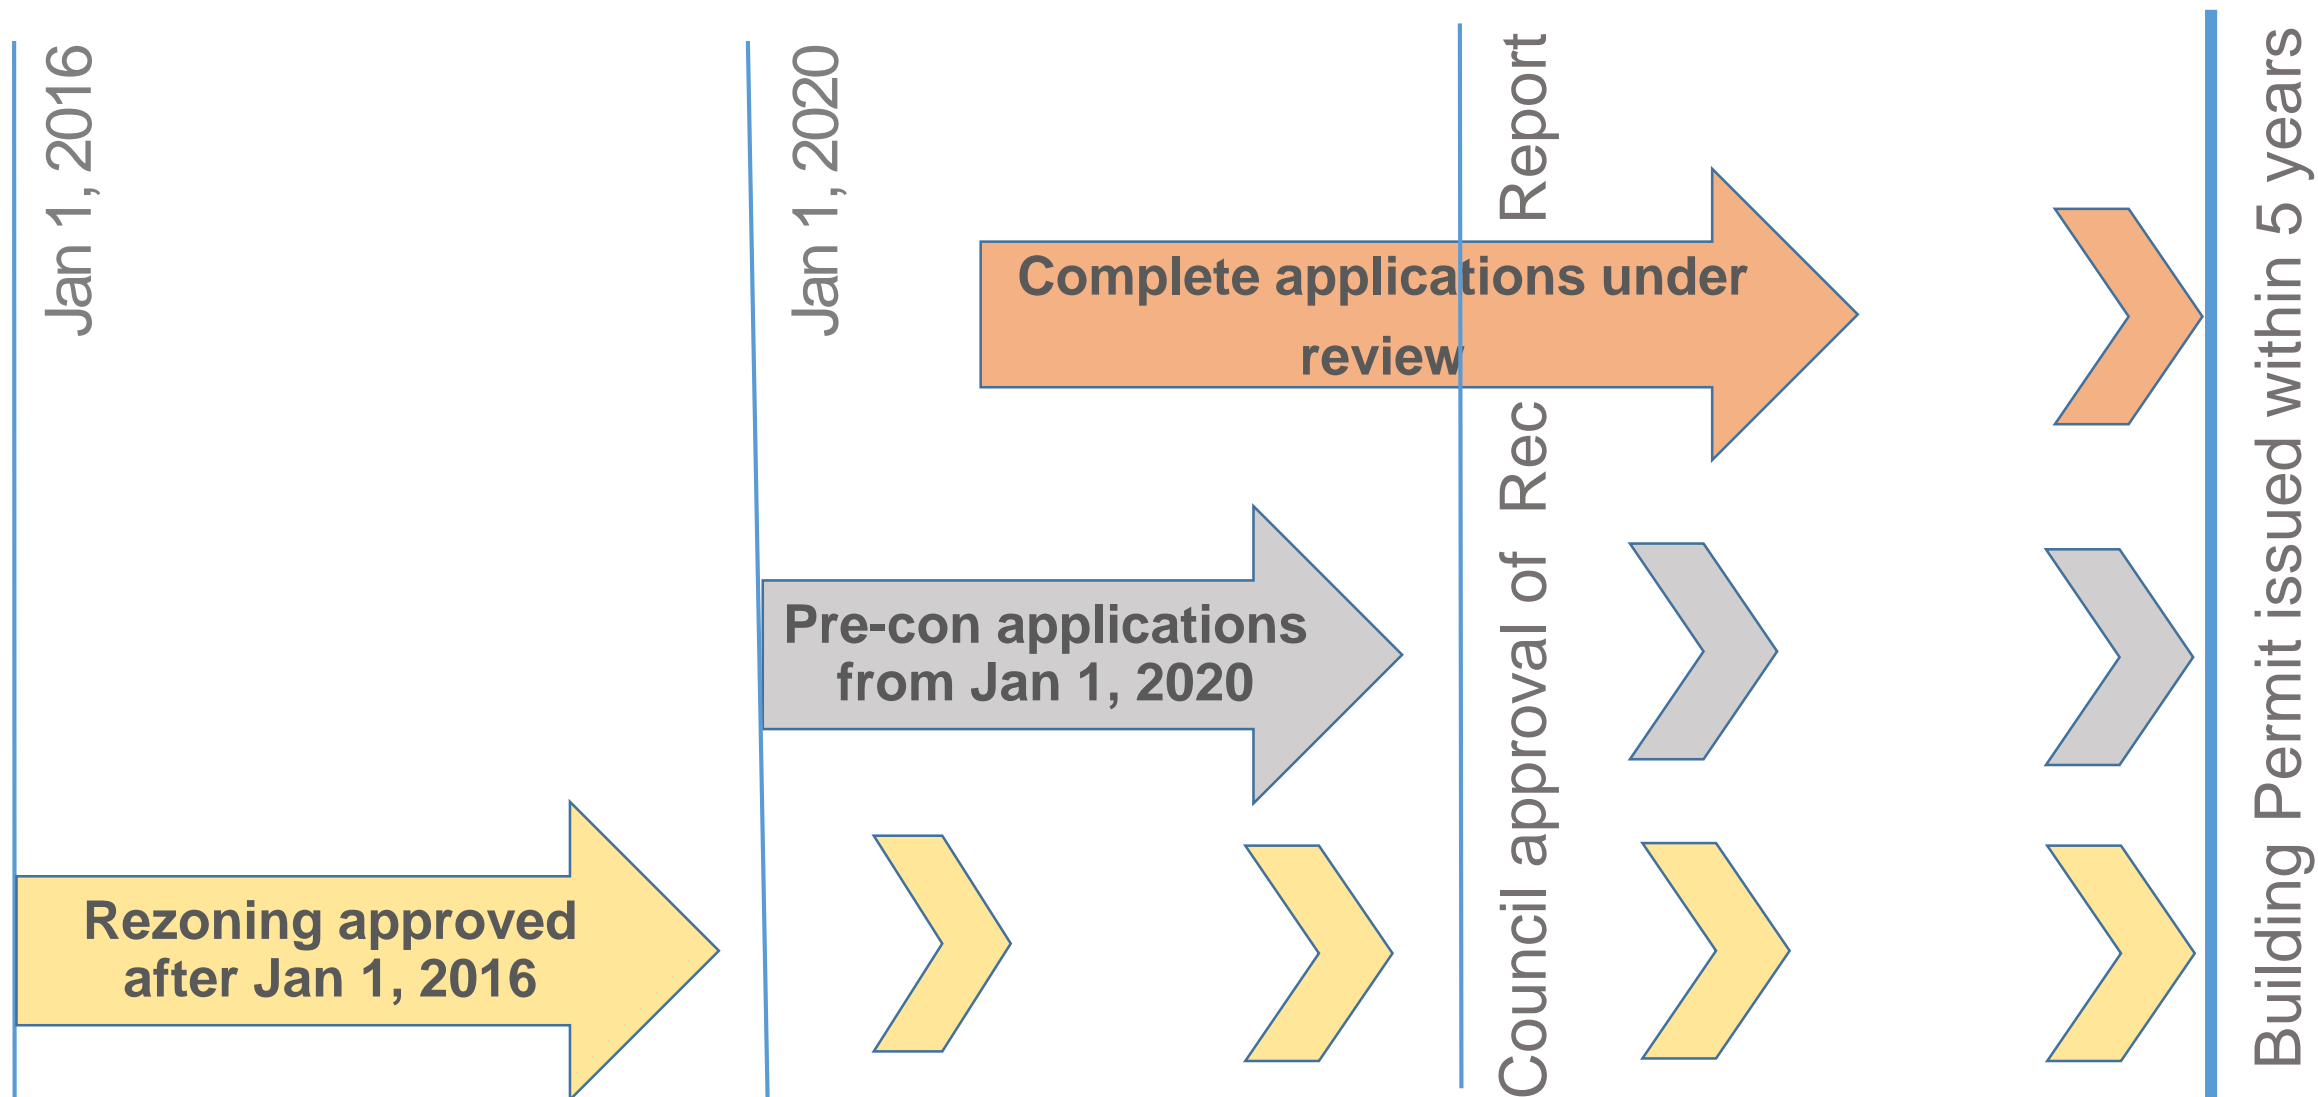 Jan 1, 2016
Jan 1, 2020
Council approval of Rec Report
Building Permit issued within 5 years
Complete applications under
review
Pre-con applications
from Jan 1, 2020
Rezoning approved
after Jan 1, 2016